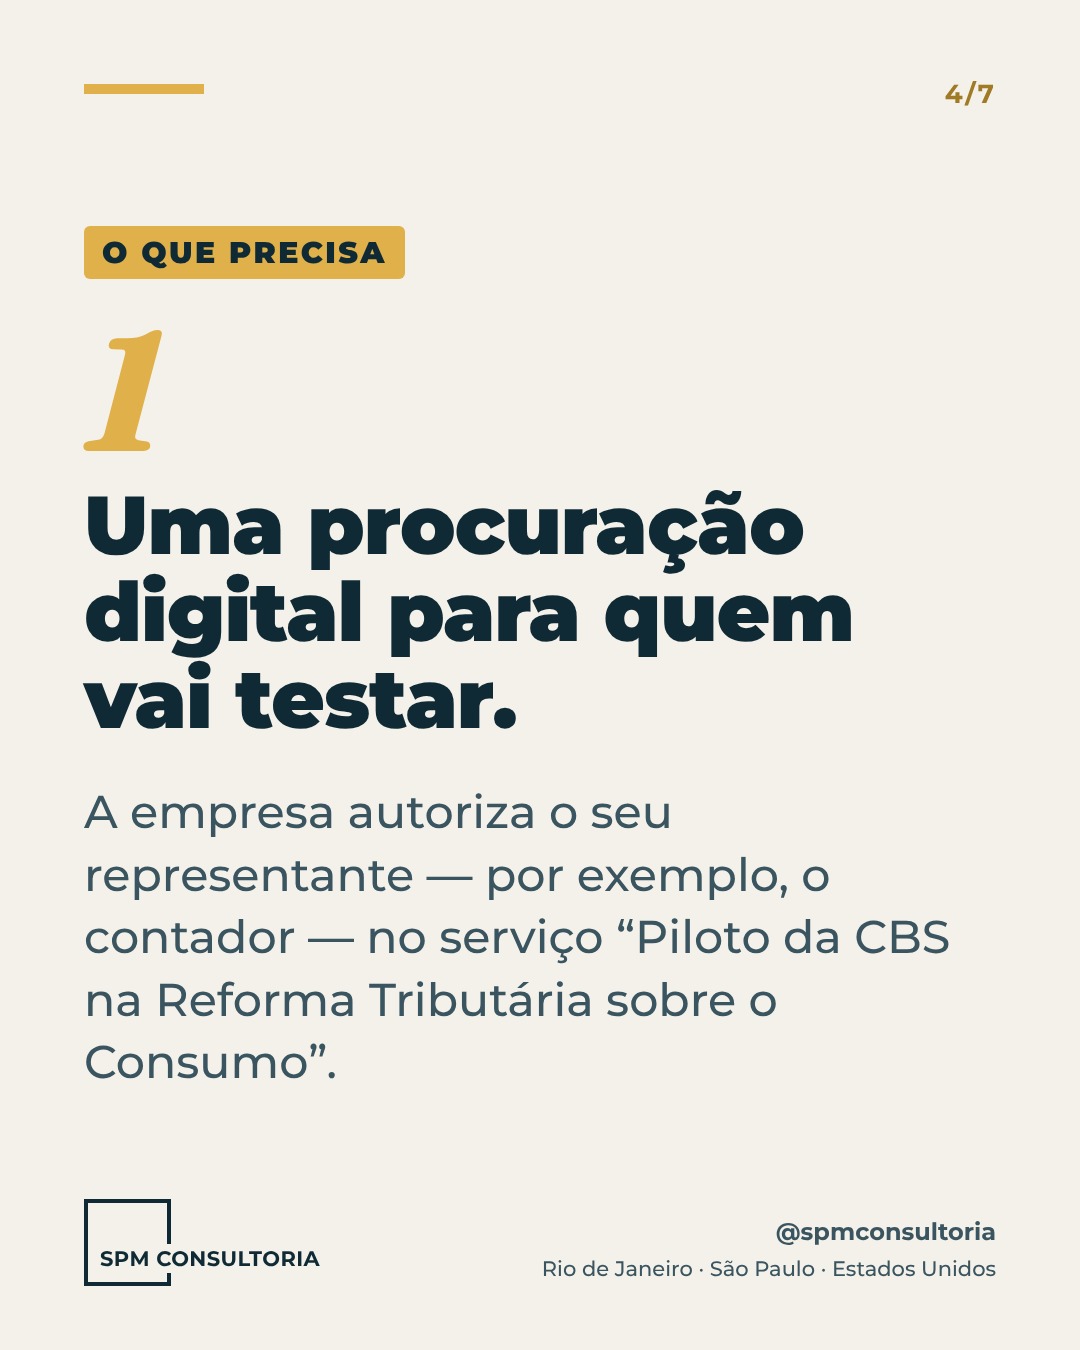 4/7
O QUE PRECISA
1
Uma procuração
digital para quem
vai testar.
A empresa autoriza o seu
representante — por exemplo, o
contador — no serviço “Piloto da CBS
na Reforma Tributária sobre o
Consumo”.
SPM CONSULTORIA
@spmconsultoria
Rio de Janeiro · São Paulo · Estados Unidos